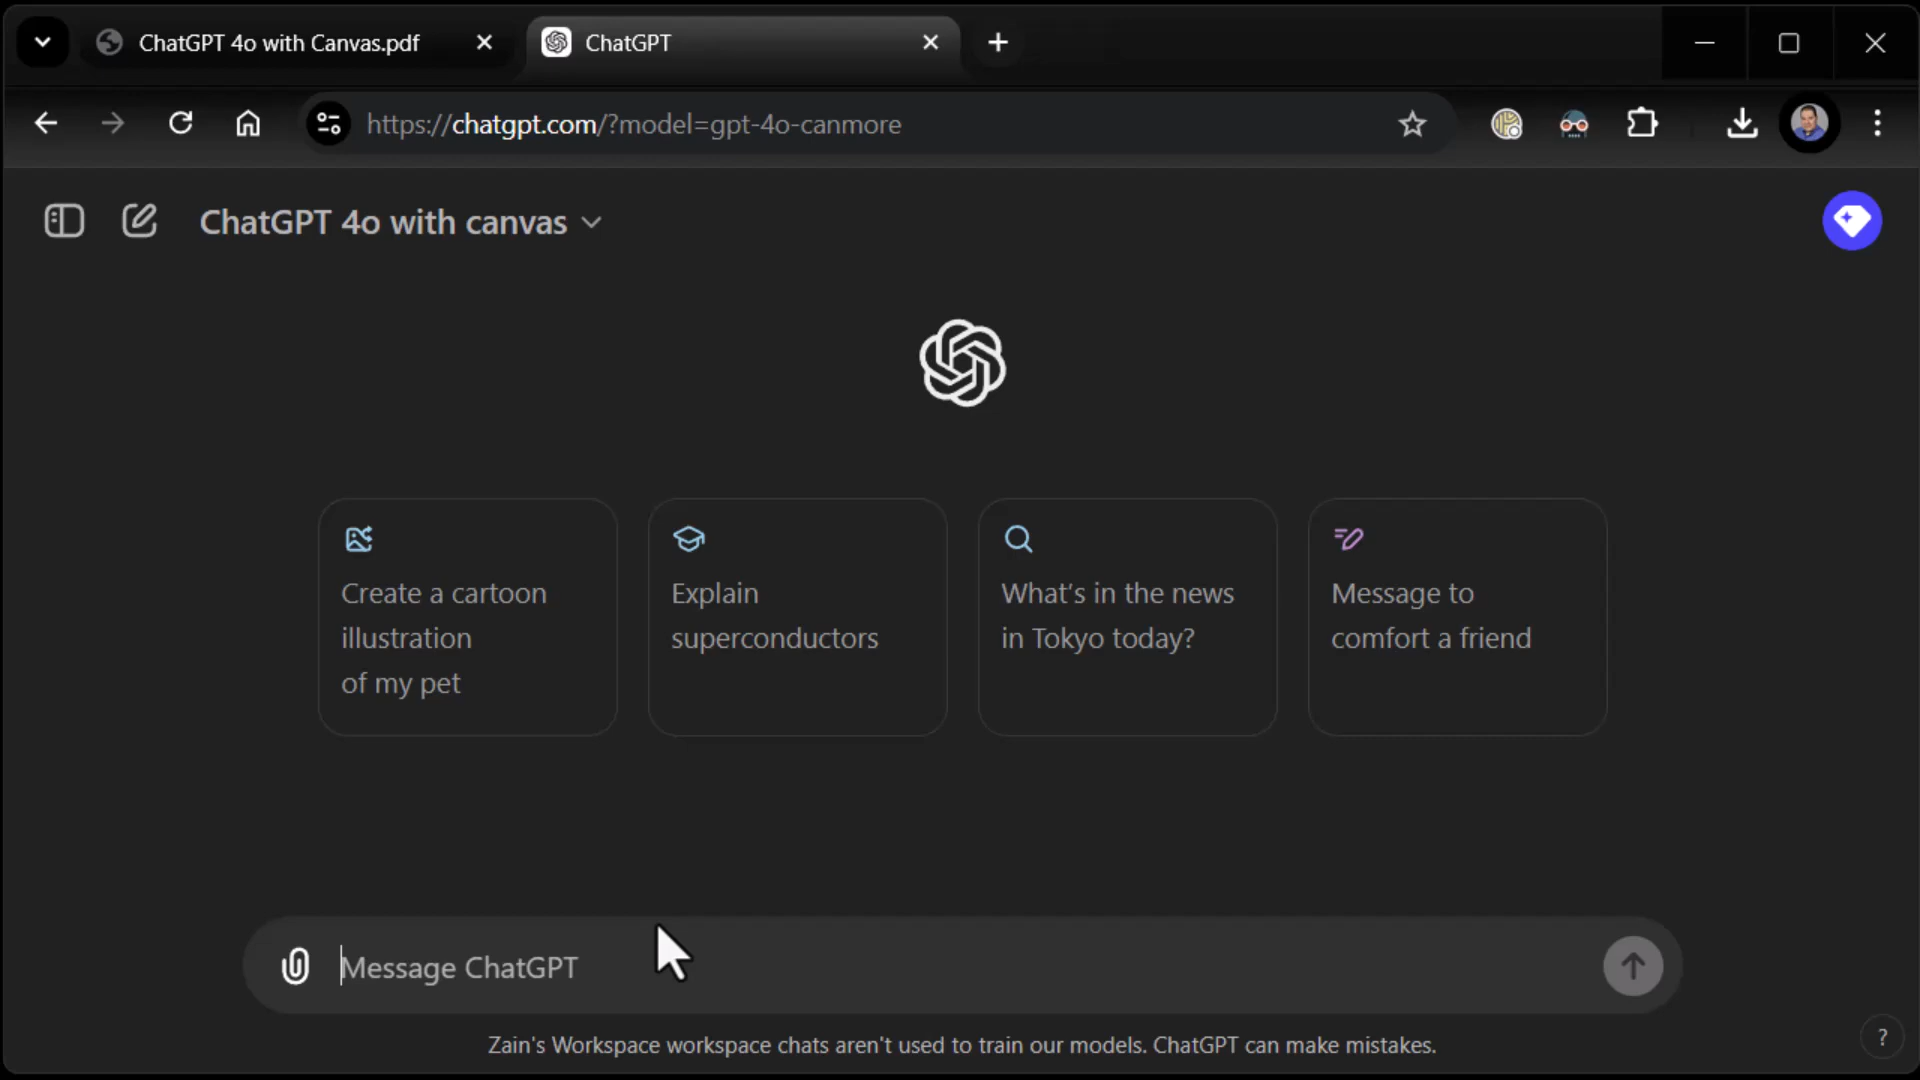 ChatGPT 4o with Canvas.pdf
ChatGPT
https://chatgpt.com/?model=gpt-4o-canmore
ChatGPT 4o with canvas
Create a cartoon
illustration
of my pet
Explain
superconductors
What's in the news
in Tokyo today?
Message to
comfort a friend
Message ChatGPT
Zain's Workspace workspace chats aren't used to train our models. ChatGPT can make mistakes.
?